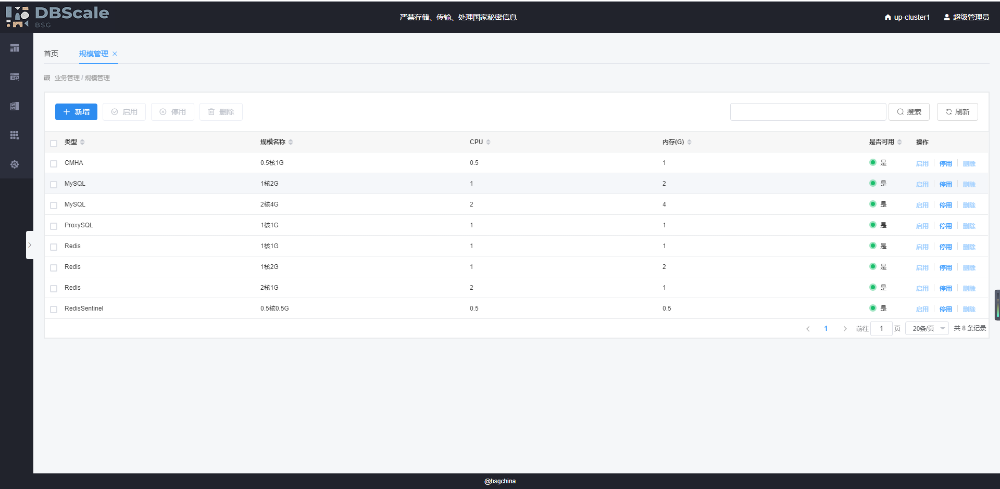 DBScale
BSG
严禁存储、传输、处理国家秘密信息
up-cluster1
超级管理员
首页
规模管理
业务管理 / 规模管理
新增 启用 停用 删除 搜索 刷新
类型 规模名称 CPU 内存(G) 是否可用 操作
CMHA 0.5核1G 0.5 1 是 启用 停用 删除
MySQL 1核2G 1 2 是 启用 停用 删除
MySQL 2核4G 2 4 是 启用 停用 删除
ProxySQL 1核1G 1 1 是 启用 停用 删除
Redis 1核1G 1 1 是 启用 停用 删除
Redis 1核2G 1 2 是 启用 停用 删除
Redis 2核1G 2 1 是 启用 停用 删除
RedisSentinel 0.5核0.5G 0.5 0.5 是 启用 停用 删除
1 前往 1 页 20条/页 共 8 条记录
@bsgchina